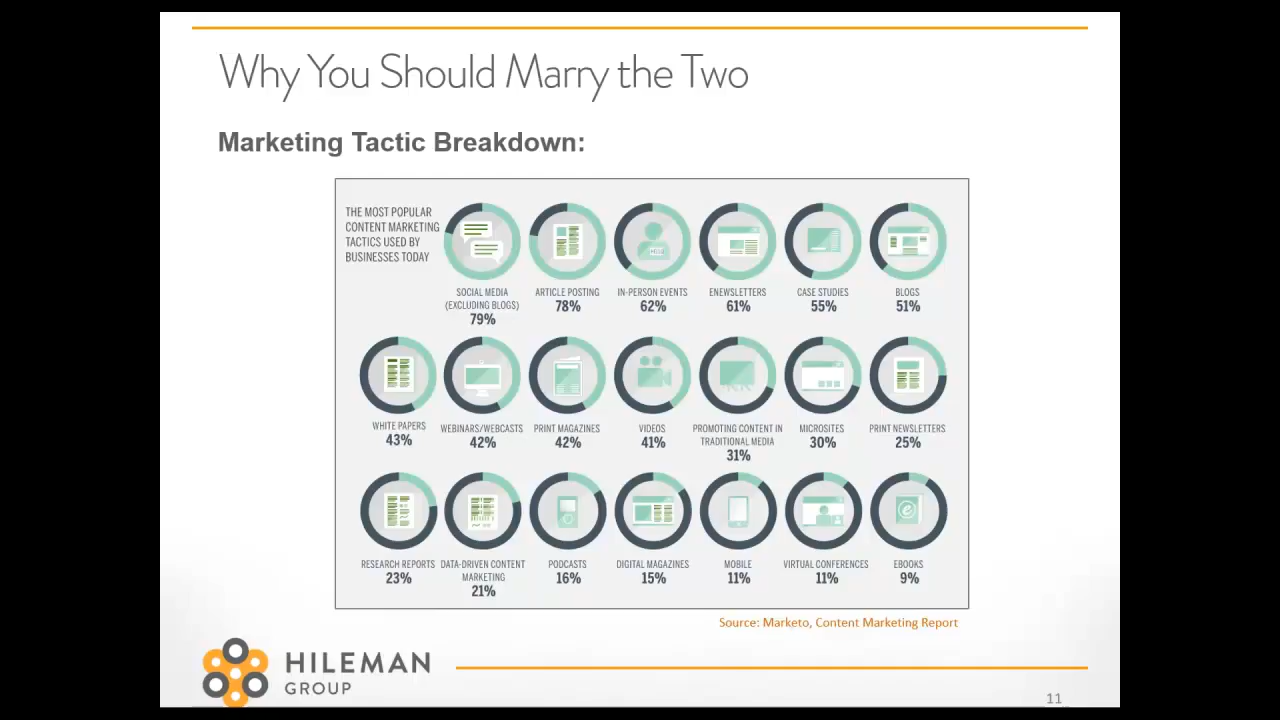 Why You Should Marry the Two
Marketing Tactic Breakdown:
THE MOST POPULAR
CONTENT MARKETING
TACTICS USED BY
BUSINESSES TODAY
SOCIAL MEDIA
(EXCLUDING BLOGS)
79%
ARTICLE POSTING
78%
IN-PERSON EVENTS
62%
ENEWSLETTERS
61%
CASE STUDIES
55%
BLOGS
51%
WHITE PAPERS
43%
WEBINARS/WEBCASTS
42%
PRINT MAGAZINES
42%
VIDEOS
41%
PROMOTING CONTENT IN
TRADITIONAL MEDIA
31%
MICROSITES
30%
PRINT NEWSLETTERS
25%
RESEARCH REPORTS
23%
DATA-DRIVEN CONTENT
MARKETING
21%
PODCASTS
16%
DIGITAL MAGAZINES
15%
MOBILE
11%
VIRTUAL CONFERENCES
11%
EBOOKS
9%
Source: Marketo, Content Marketing Report
HILEMAN
GROUP
11